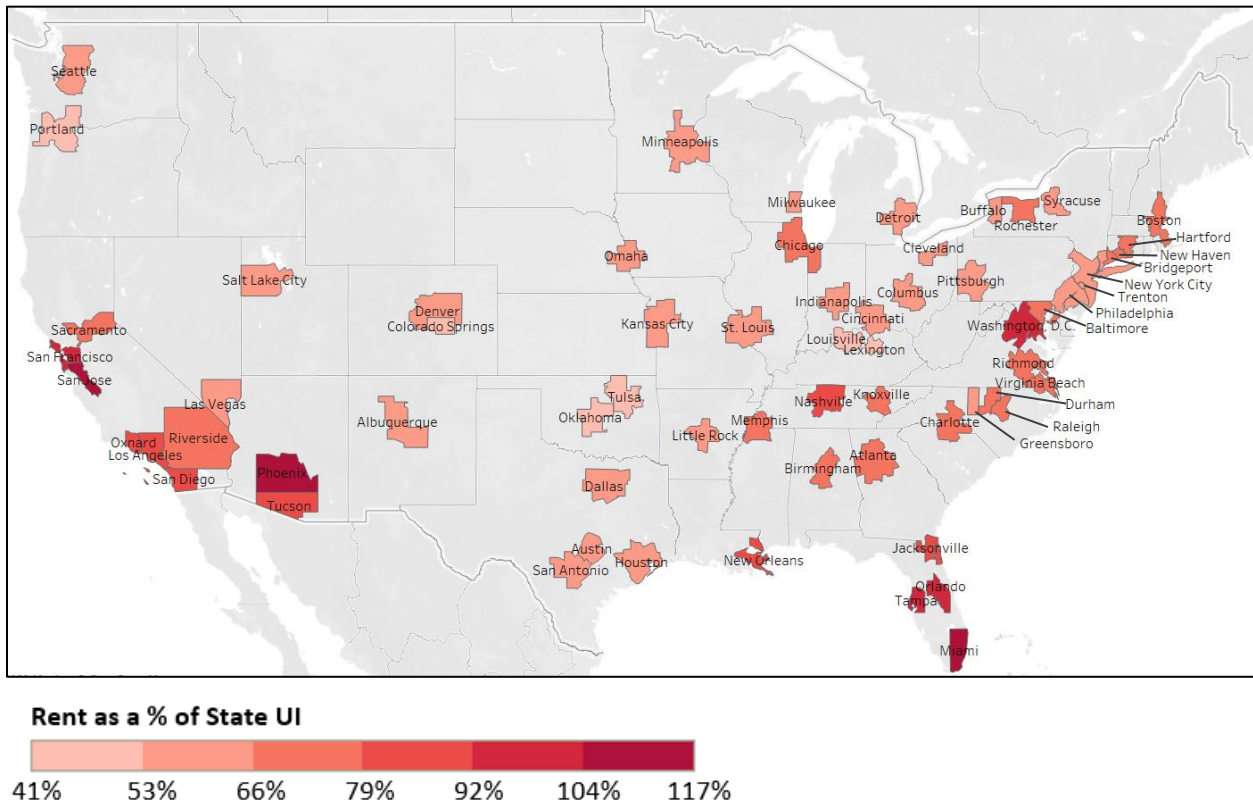 Seattle
Portland
Minneapolis
Milwaukee
Detroit
Buffalo
Syracuse
Rochester
Boston
Hartford
New Haven
Bridgeport
New York City
Trenton
Philadelphia
Baltimore
Chicago
Cleveland
Omaha
Salt Lake City
Denver
Colorado Springs
Pittsburgh
Columbus
Indianapolis
Cincinnati
Kansas City
St. Louis
Louisville
Lexington
Washington, D.C.
Sacramento
San Francisco
San Jose
Richmond
Virginia Beach
Durham
Raleigh
Greensboro
Las Vegas
Albuquerque
Tulsa
Oklahoma
Nashville
Knoxville
Memphis
Little Rock
Charlotte
Riverside
Oxnard
Los Angeles
San Diego
Phoenix
Tucson
Birmingham
Atlanta
Dallas
Austin
San Antonio
Houston
New Orleans
Jacksonville
Orlando
Tampa
Miami
Rent as a % of State UI
41% 53% 66% 79% 92% 104% 117%